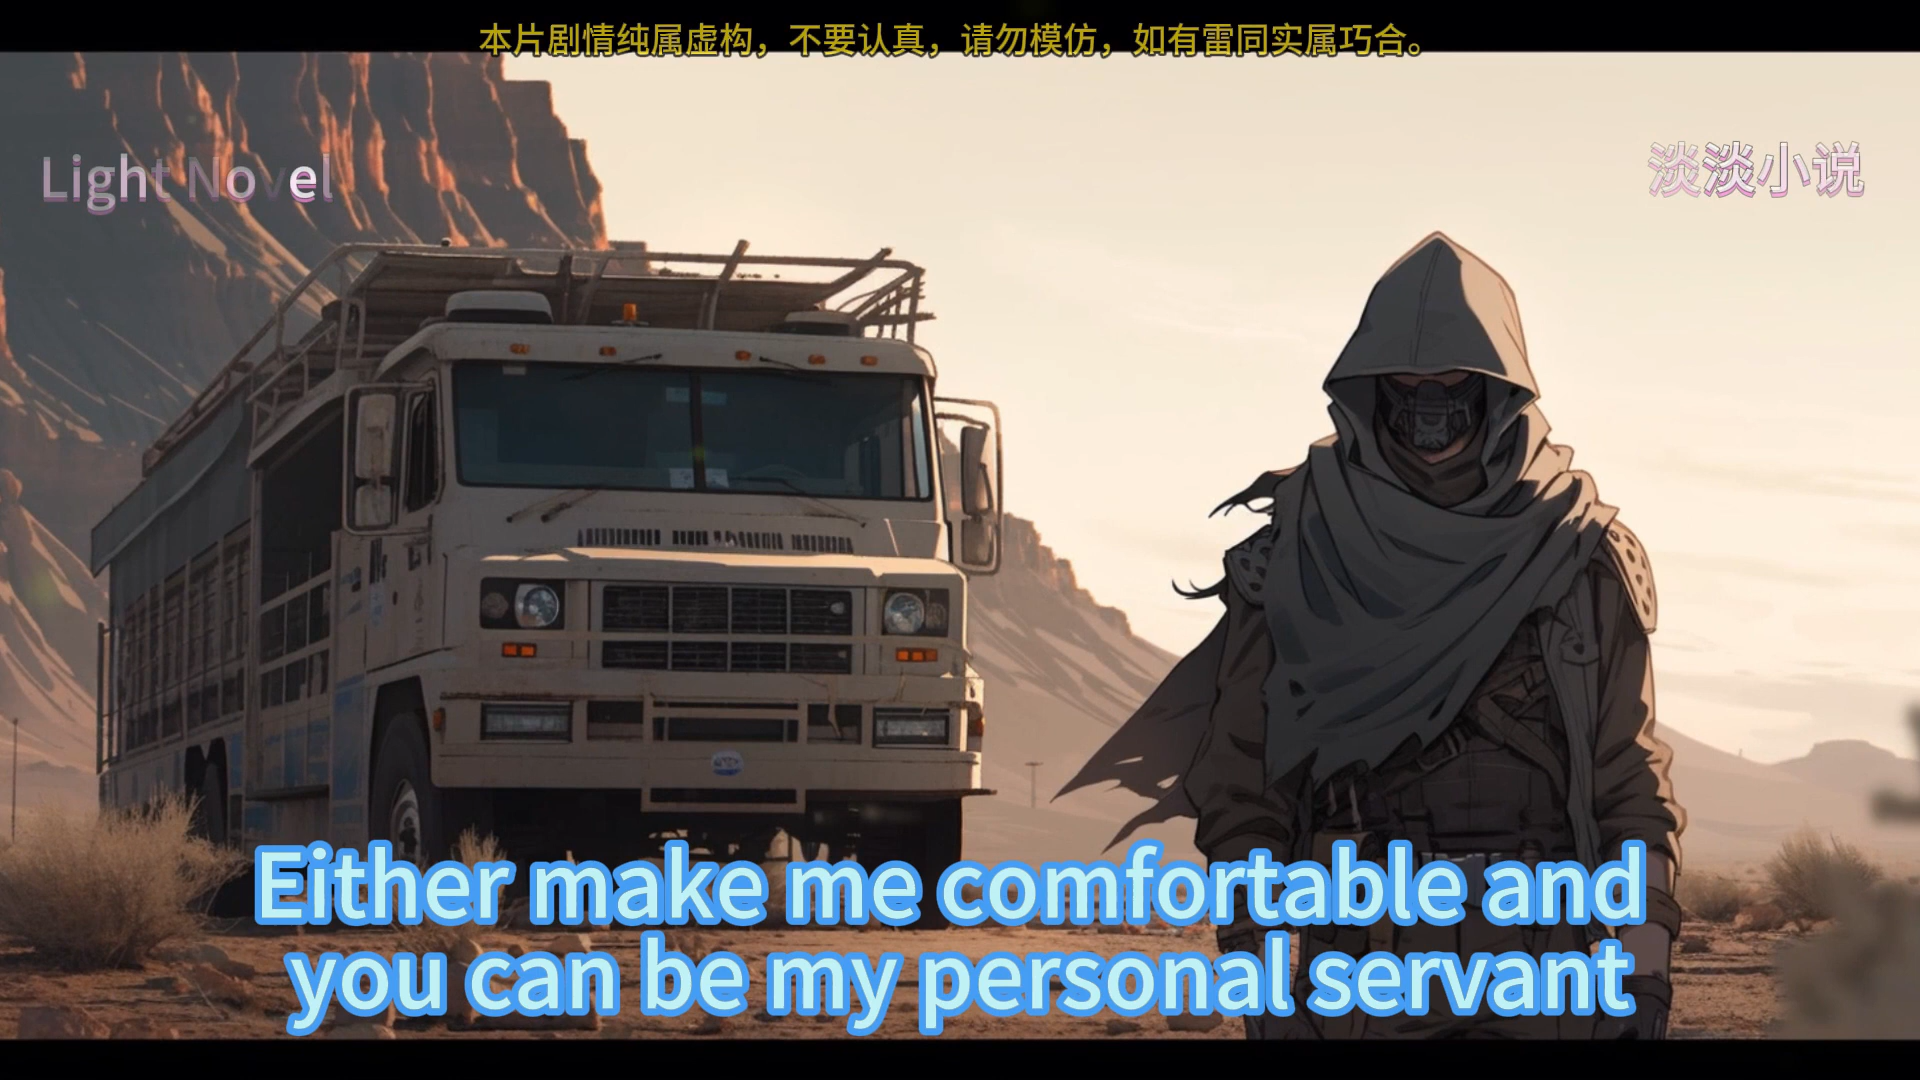 本片剧情纯属虚构，不要认真，请勿模仿，如有雷同实属巧合。
Light Novel
淡淡小说
Either make me comfortable and
you can be my personal servant